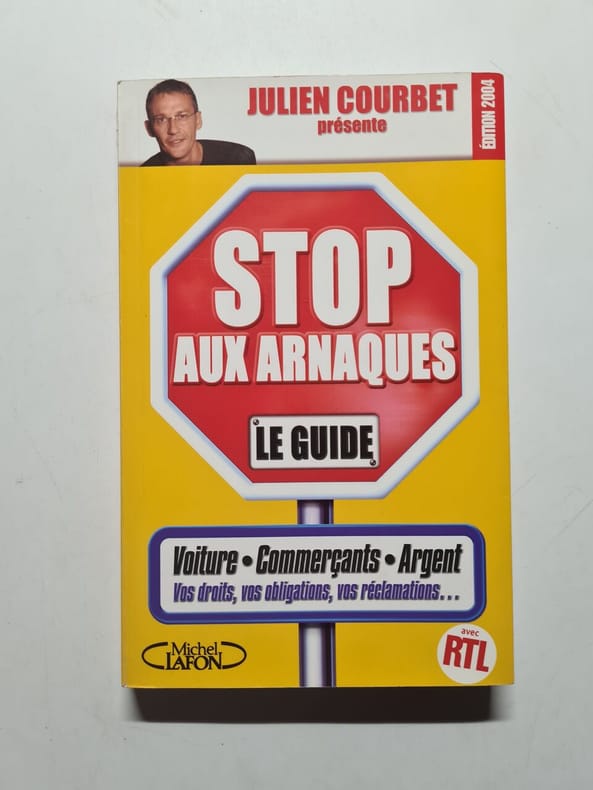 JULIEN COURBET
présente
ÉDITION 2004
STOP
AUX ARNAQUES
LE GUIDE
Voiture • Commerçants • Argent
Vos droits, vos obligations, vos réclamations...
Michel
LAFON
avec
RTL